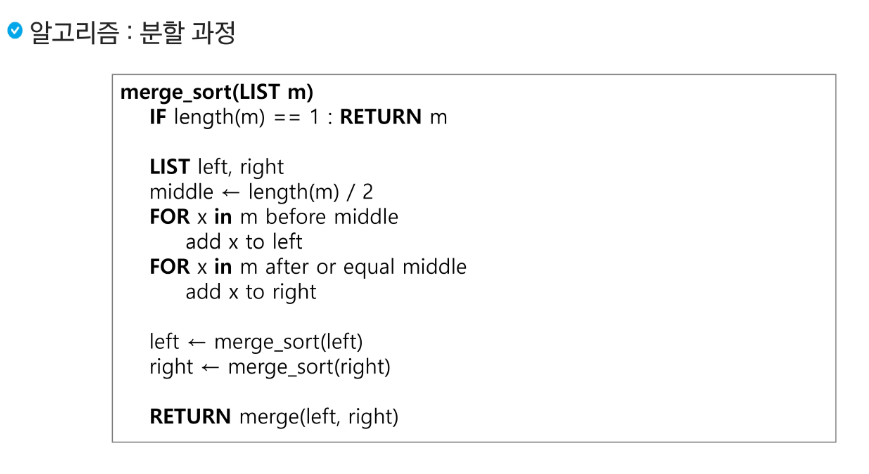 알고리즘 : 분할 과정
merge_sort(LIST m)
IF length(m) == 1 : RETURN m
LIST left, right
middle ← length(m) / 2
FOR x in m before middle
add x to left
FOR x in m after or equal middle
add x to right
left ← merge_sort(left)
right ← merge_sort(right)
RETURN merge(left, right)